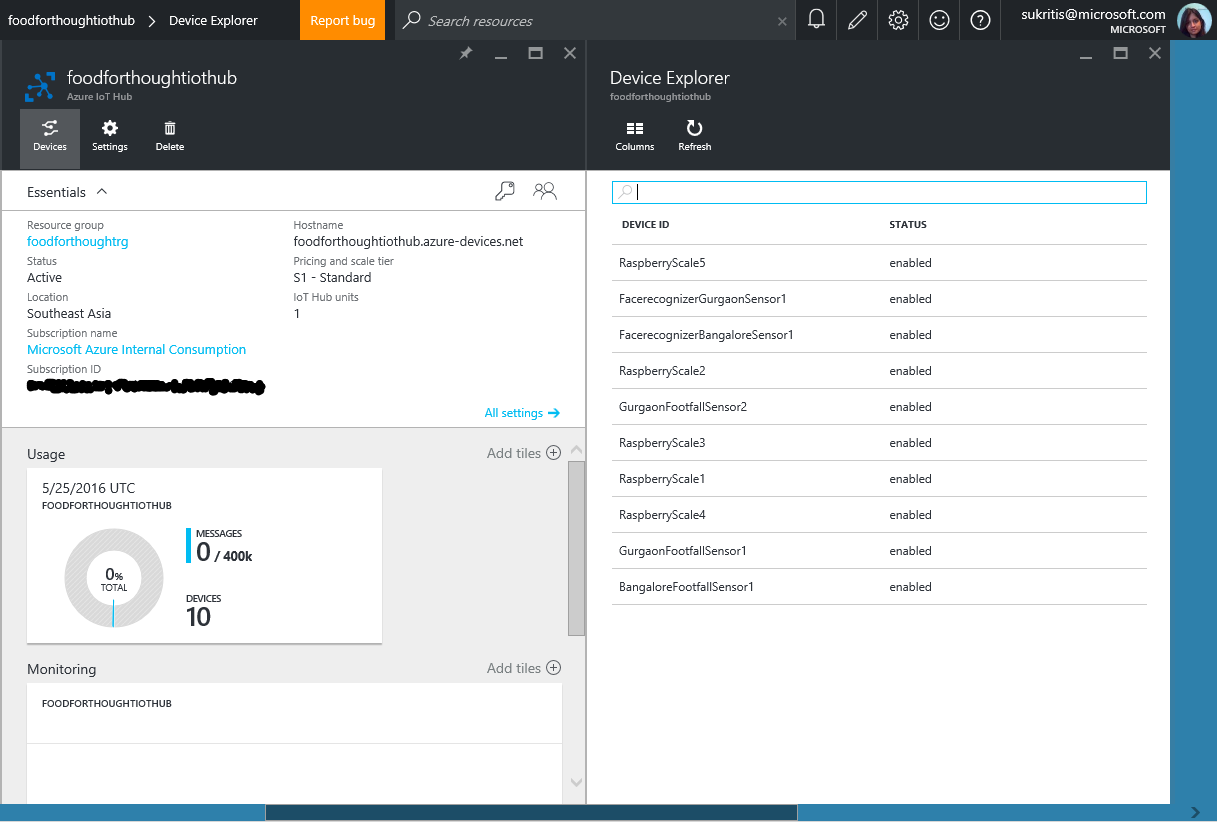 foodforthoughtiothub > Device Explorer
Report bug
Search resources
sukritis@microsoft.com
MICROSOFT
foodforthoughtiothub
Azure IoT Hub
Devices
Settings
Delete
Essentials
Resource group
foodforthoughtrg
Status
Active
Location
Southeast Asia
Subscription name
Microsoft Azure Internal Consumption
Subscription ID
Hostname
foodforthoughtiothub.azure-devices.net
Pricing and scale tier
S1 - Standard
IoT Hub units
1
All settings →
Usage
Add tiles
5/25/2016 UTC
FOODFORTHOUGHTIOTHUB
0%
TOTAL
MESSAGES
0 / 400k
DEVICES
10
Monitoring
Add tiles
FOODFORTHOUGHTIOTHUB
Device Explorer
foodforthoughtiothub
Columns
Refresh
DEVICE ID STATUS
RaspberryScale5 enabled
FacerecognizerGurgaonSensor1 enabled
FacerecognizerBangaloreSensor1 enabled
RaspberryScale2 enabled
GurgaonFootfallSensor2 enabled
RaspberryScale3 enabled
RaspberryScale1 enabled
RaspberryScale4 enabled
GurgaonFootfallSensor1 enabled
BangaloreFootfallSensor1 enabled